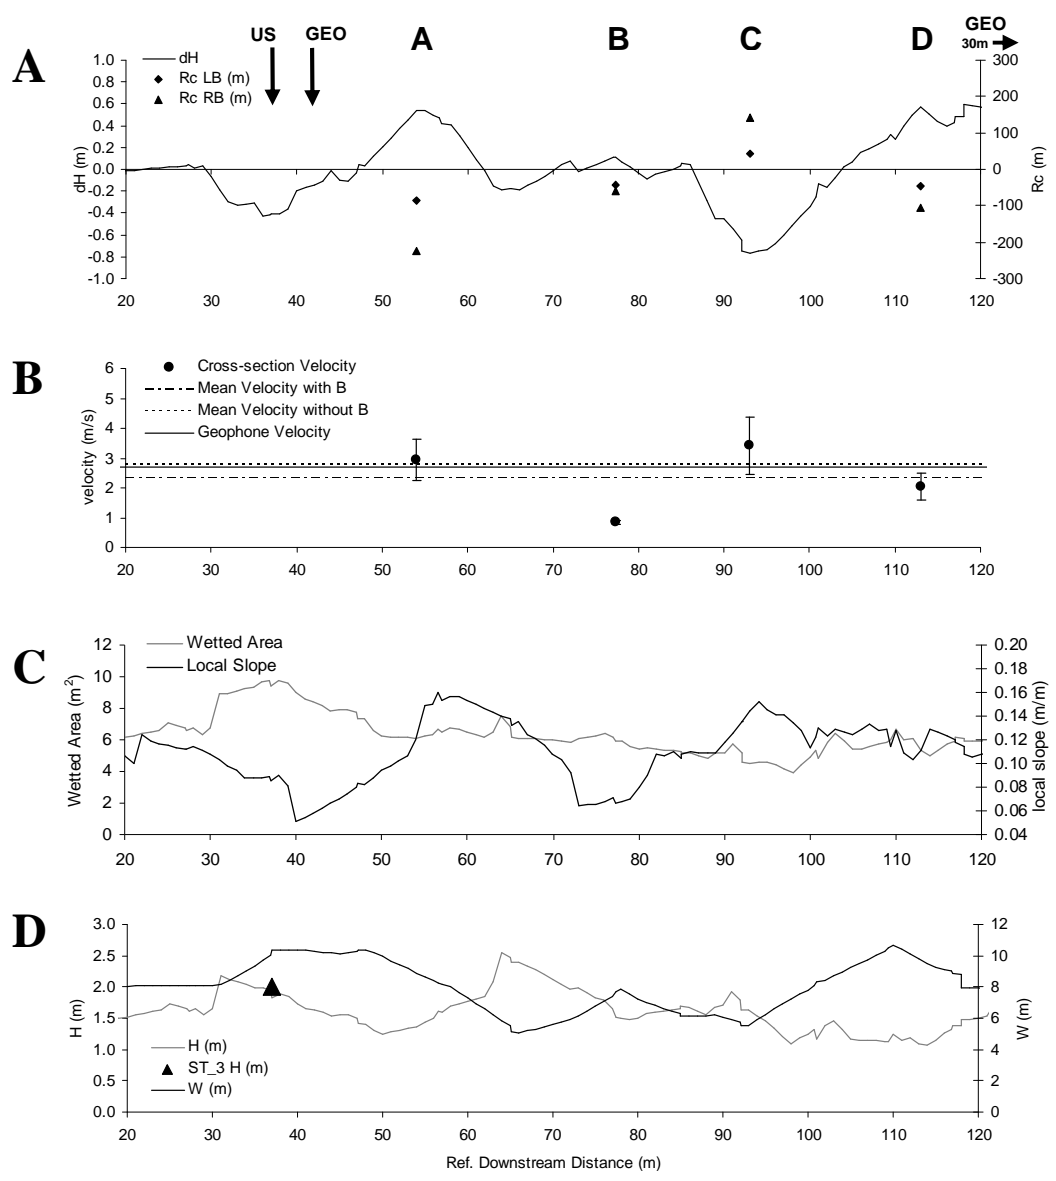 US GEO A B C D GEO
30m
A
dH
Rc LB (m)
Rc RB (m)
1.0
0.8
0.6
0.4
0.2
0.0
-0.2
-0.4
-0.6
-0.8
-1.0
dH (m)
300
200
100
0
-100
-200
-300
Rc (m)
20 30 40 50 60 70 80 90 100 110 120
B
Cross-section Velocity
Mean Velocity with B
Mean Velocity without B
Geophone Velocity
6
5
4
3
2
1
0
velocity (m/s)
20 30 40 50 60 70 80 90 100 110 120
C
Wetted Area
Local Slope
12
10
8
6
4
2
0
Wetted Area (m²)
0.20
0.18
0.16
0.14
0.12
0.10
0.08
0.06
0.04
local slope (m/m)
20 30 40 50 60 70 80 90 100 110 120
D
3.0
2.5
2.0
1.5
1.0
0.5
0.0
H (m)
H (m)
ST_3 H (m)
W (m)
12
10
8
6
4
2
0
W (m)
20 30 40 50 60 70 80 90 100 110 120
Ref. Downstream Distance (m)